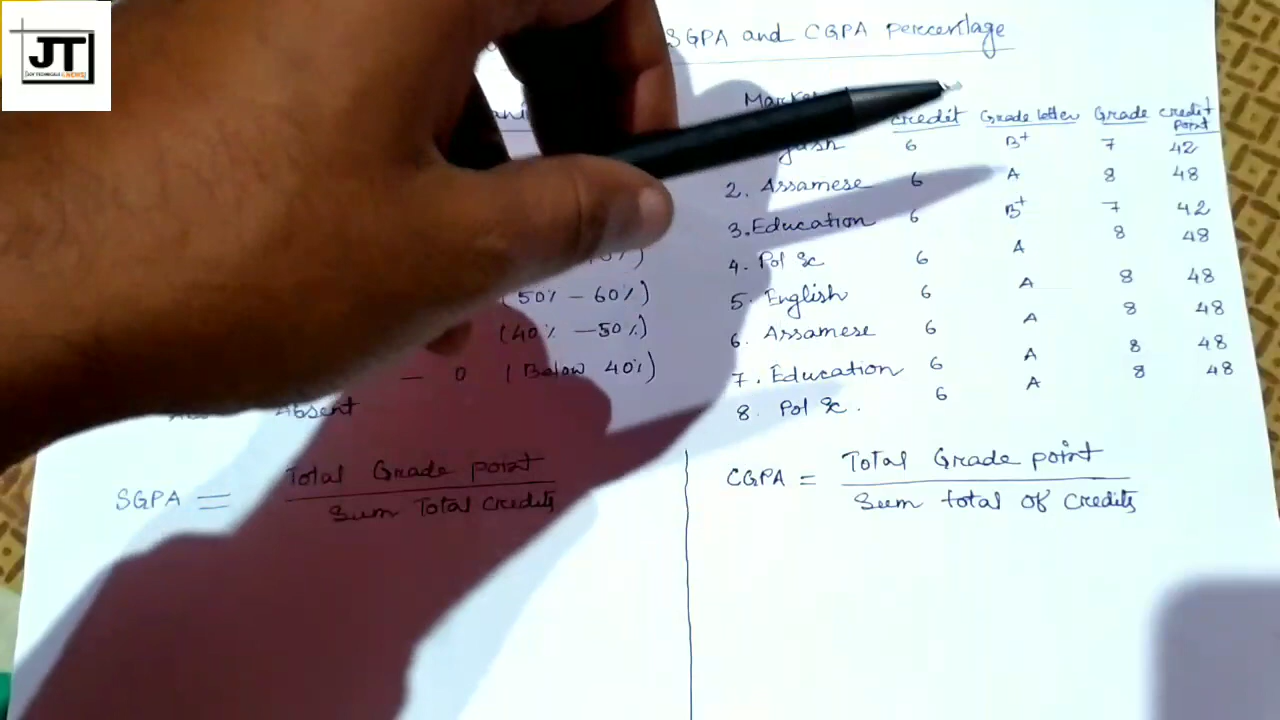 JT
SGPA and CGPA percentage
credit Grade letter Grade credit point
6 B+ 7 42
2. Assamese 6 A 8 48
3. Education 6 B+ 7 42
4. Pol Sc 6 A 8 48
5. English 6 A 8 48
6. Assamese 6 A 8 48
7. Education 6 A 8 48
8. Pol Sc. 6 A 8 48
(50% - 60%)
(40% - 50%)
- 0 (Below 40%)
Absent
SGPA = Total Grade point
Sum Total Credits
CGPA = Total Grade point
Sum total of Credits